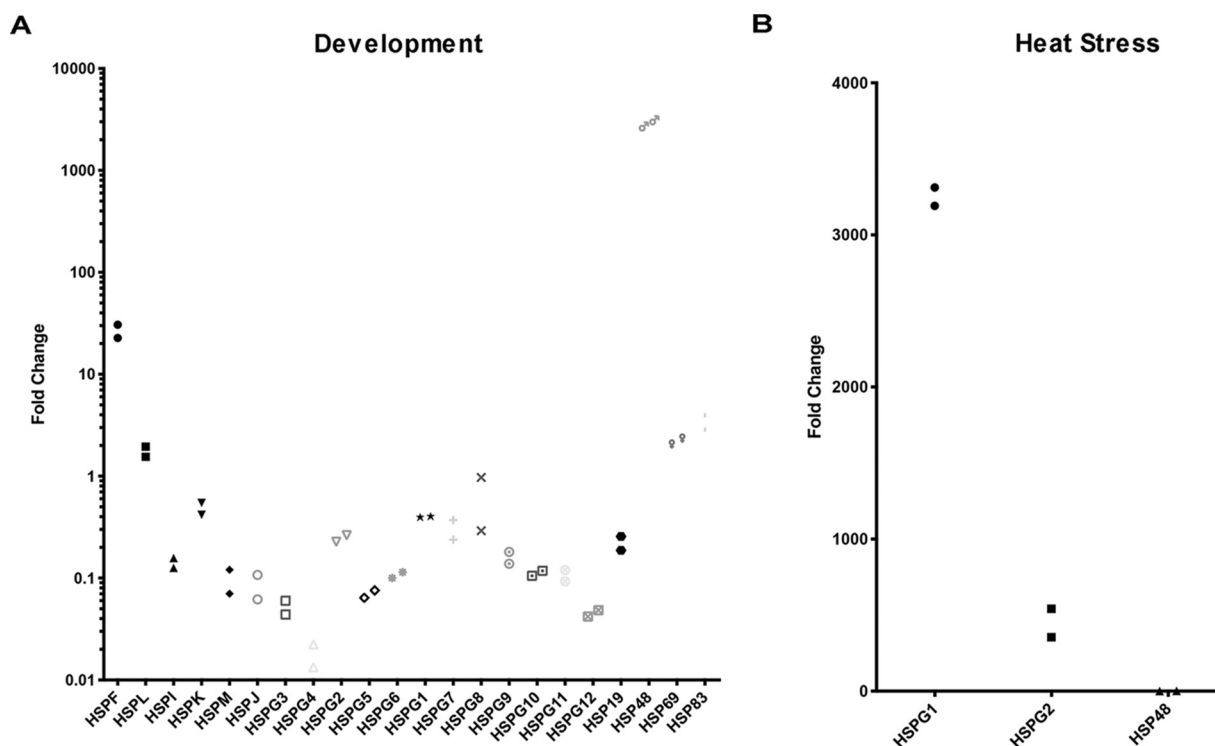 A
Development
Fold Change
10000
1000
100
10
1
0.1
0.01
HSPF
HSPL
HSPI
HSPK
HSPM
HSPJ
HSPG3
HSPG4
HSPG2
HSPG5
HSPG6
HSPG1
HSPG7
HSPG8
HSPG9
HSPG10
HSPG11
HSPG12
HSP19
HSP48
HSP69
HSP83
B
Heat Stress
Fold Change
4000
3000
2000
1000
0
HSPG1
HSPG2
HSP48